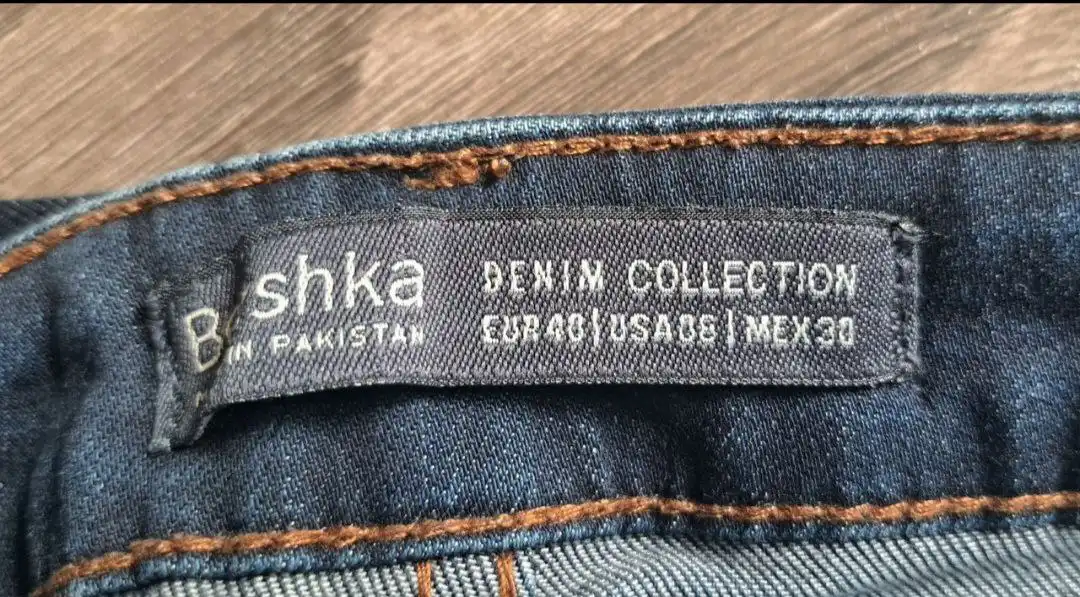 B shka DENIM COLLECTION
IN PAKISTAN EUR40|USA08|MEX30